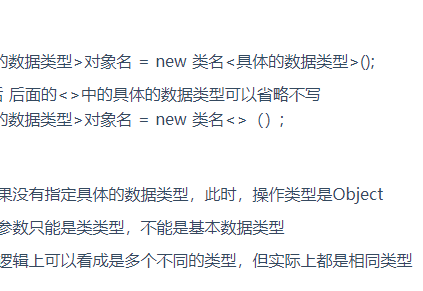 的数据类型>对象名 = new 类名<具体的数据类型>();
后面的<>中的具体的数据类型可以省略不写
的数据类型>对象名 = new 类名<>（）;
果没有指定具体的数据类型，此时，操作类型是Object
参数只能是类类型，不能是基本数据类型
逻辑上可以看成是多个不同的类型，但实际上都是相同类型